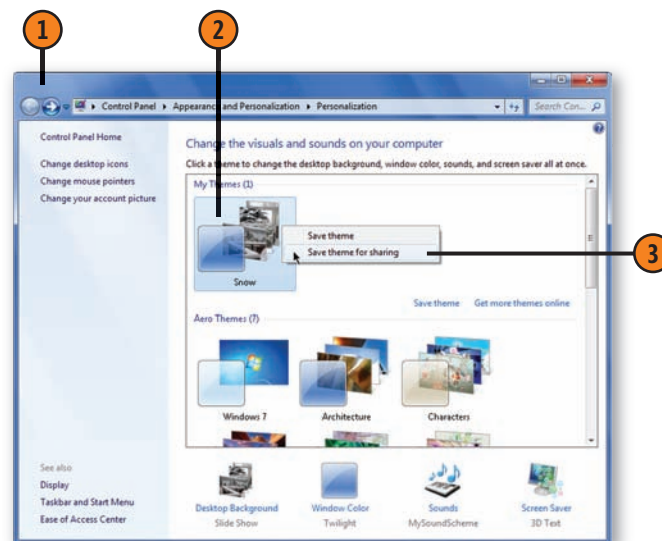 1
2
3
Control Panel ▸ Appearance and Personalization ▸ Personalization
Search Con...
Control Panel Home
Change desktop icons
Change mouse pointers
Change your account picture
See also
Display
Taskbar and Start Menu
Ease of Access Center
Change the visuals and sounds on your computer
Click a theme to change the desktop background, window color, sounds, and screen saver all at once.
My Themes (1)
Save theme
Save theme for sharing
Snow
Save theme Get more themes online
Aero Themes (7)
Windows 7 Architecture Characters
Desktop Background Window Color Sounds Screen Saver
Slide Show Twilight MySoundScheme 3D Text